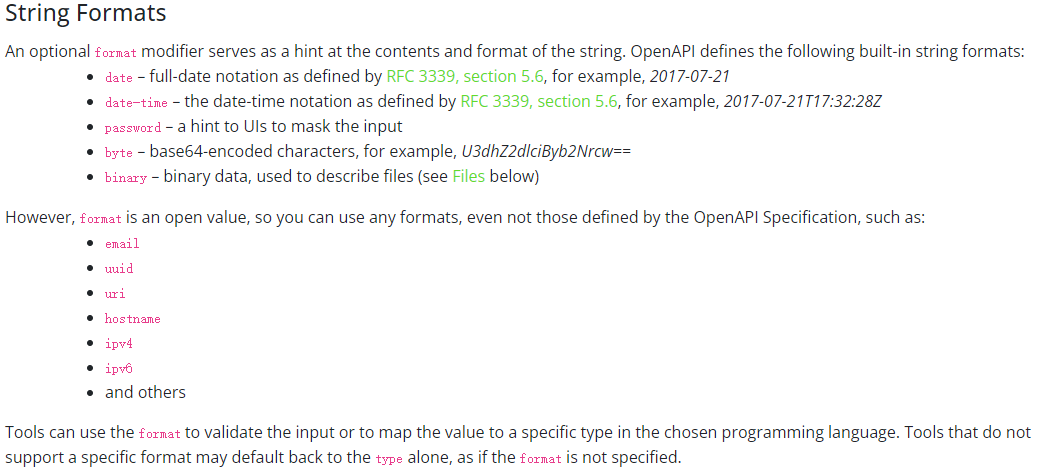 String Formats
An optional format modifier serves as a hint at the contents and format of the string. OpenAPI defines the following built-in string formats:
• date – full-date notation as defined by RFC 3339, section 5.6, for example, 2017-07-21
• date-time – the date-time notation as defined by RFC 3339, section 5.6, for example, 2017-07-21T17:32:28Z
• password – a hint to UIs to mask the input
• byte – base64-encoded characters, for example, U3dhZ2dlciByb2Nrcw==
• binary – binary data, used to describe files (see Files below)
However, format is an open value, so you can use any formats, even not those defined by the OpenAPI Specification, such as:
• email
• uuid
• uri
• hostname
• ipv4
• ipv6
• and others
Tools can use the format to validate the input or to map the value to a specific type in the chosen programming language. Tools that do not
support a specific format may default back to the type alone, as if the format is not specified.